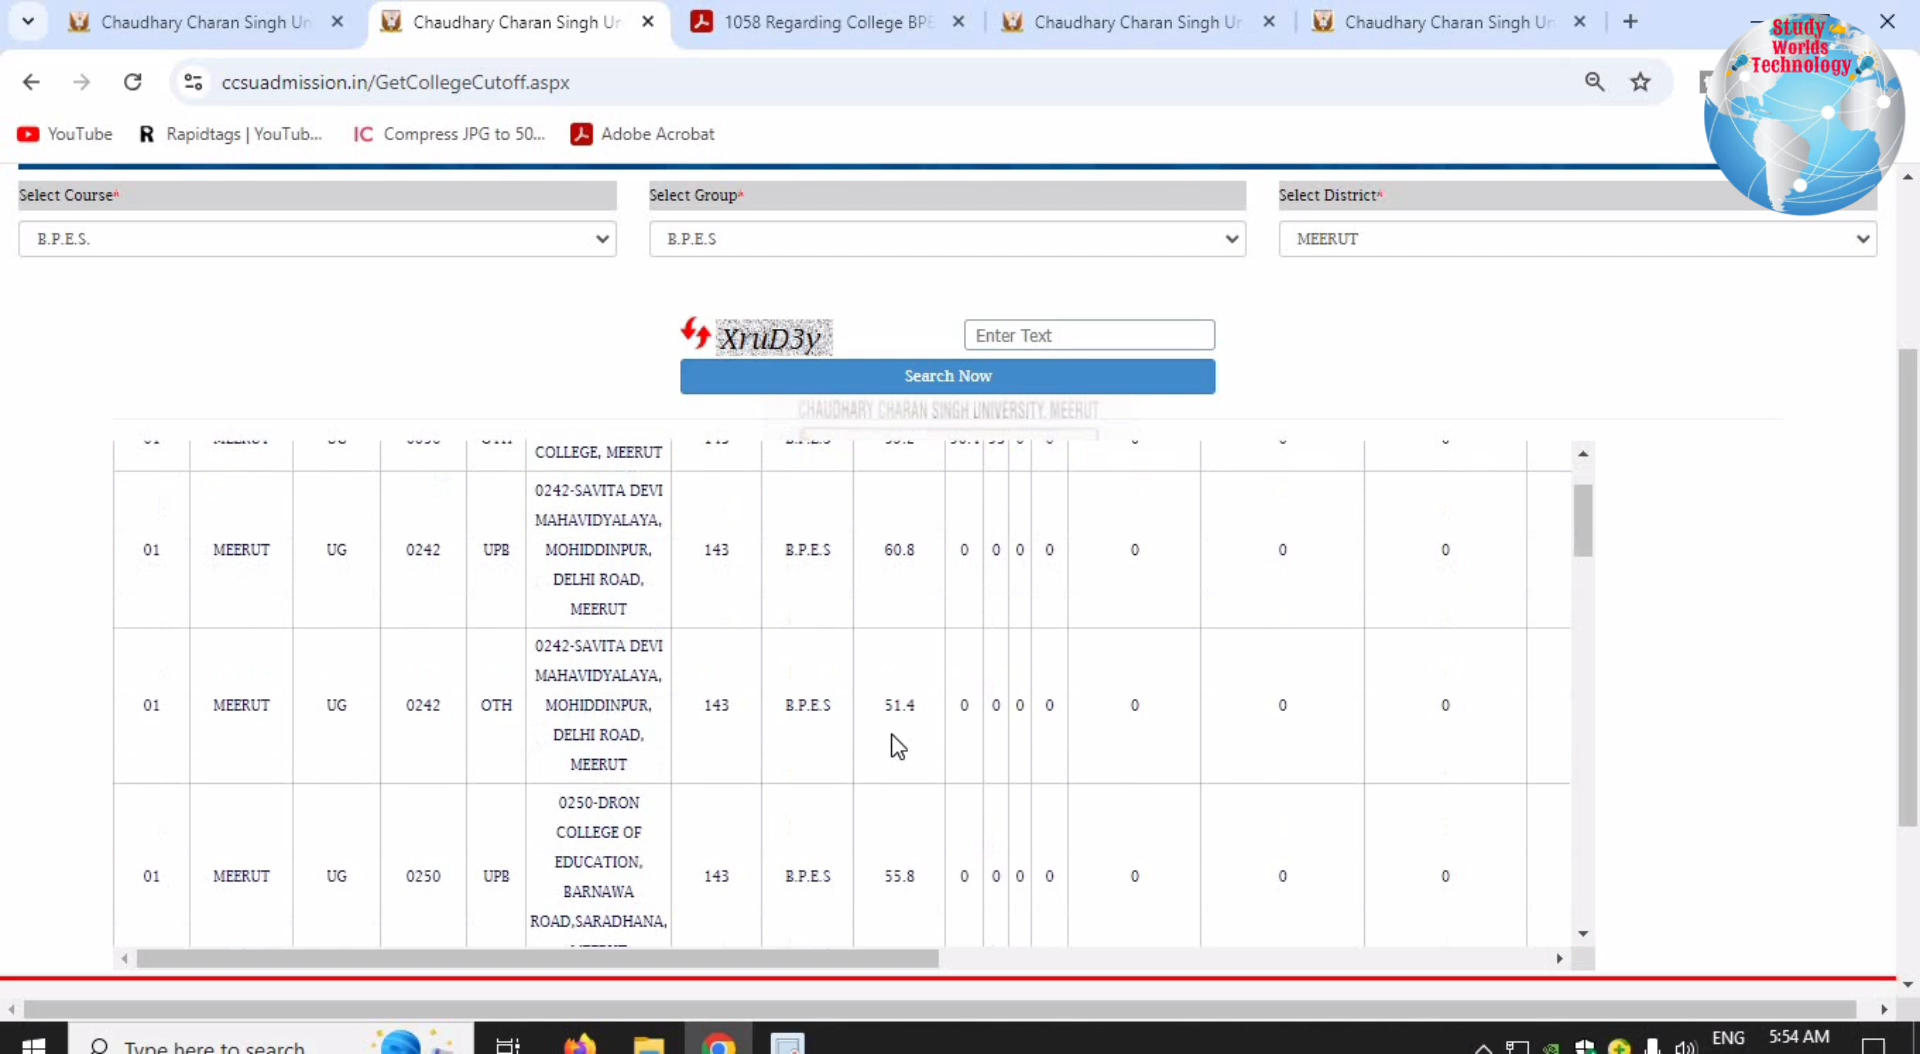 Chaudhary Charan Singh Un
Chaudhary Charan Singh Ur
1058 Regarding College BPE
Chaudhary Charan Singh Ur
Chaudhary Charan Singh Un
Study
Worlds
Technology
ccsuadmission.in/GetCollegeCutoff.aspx
YouTube
Rapidtags | YouTub...
IC Compress JPG to 50...
Adobe Acrobat
Select Course*
Select Group*
Select District*
B.P.E.S.
B.P.E.S
MEERUT
XruD3y
Enter Text
Search Now
CHAUDHARY CHARAN SINGH UNIVERSITY, MEERUT
COLLEGE, MEERUT
01 MEERUT UG 0242 UPB 0242-SAVITA DEVI MAHAVIDYALAYA, MOHIDDINPUR, DELHI ROAD, MEERUT 143 B.P.E.S 60.8 0 0 0 0 0 0 0
01 MEERUT UG 0242 OTH 0242-SAVITA DEVI MAHAVIDYALAYA, MOHIDDINPUR, DELHI ROAD, MEERUT 143 B.P.E.S 51.4 0 0 0 0 0 0 0
01 MEERUT UG 0250 UPB 0250-DRON COLLEGE OF EDUCATION, BARNAWA ROAD,SARADHANA, 143 B.P.E.S 55.8 0 0 0 0 0 0 0
Type here to search
ENG
5:54 AM